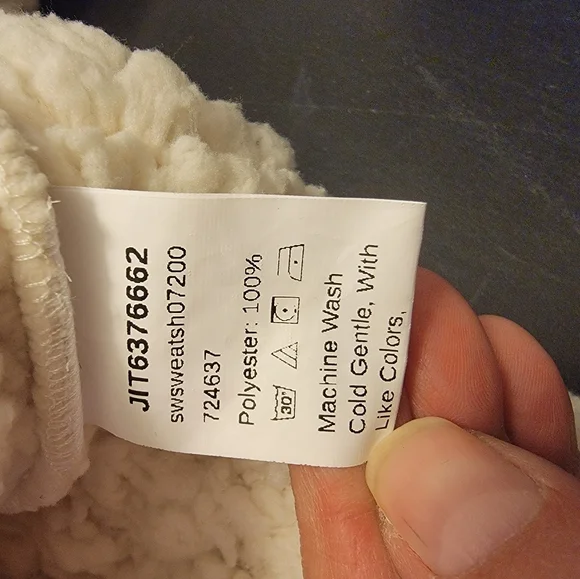 JIT6376662
swsweatsh07200
724637
Polyester: 100%
30°
Machine Wash
Cold Gentle, With
Like Colors,